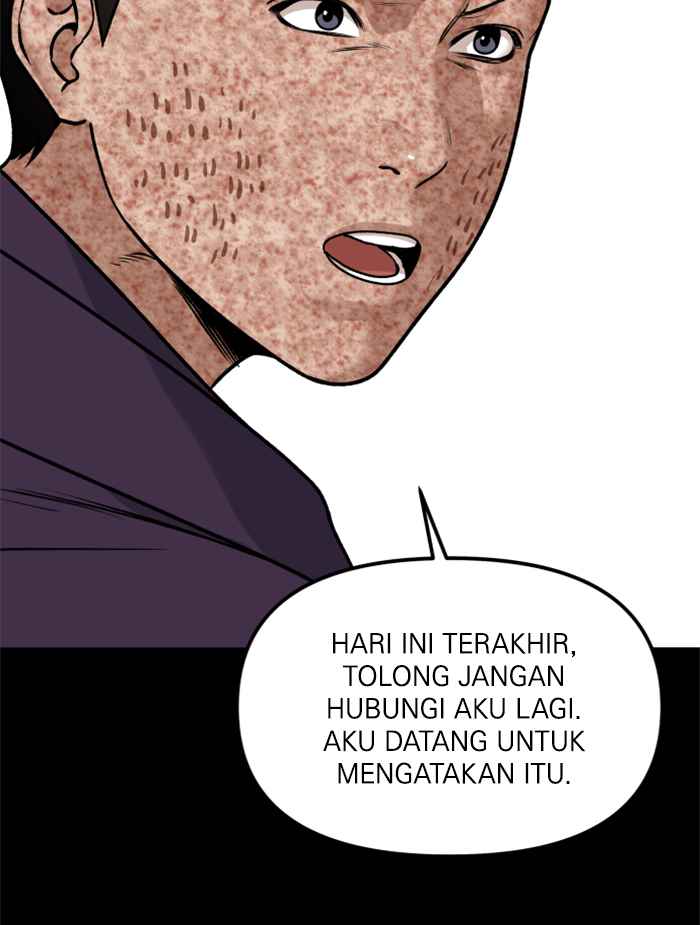 HARI INI TERAKHIR,
TOLONG JANGAN
HUBUNGI AKU LAGI.
AKU DATANG UNTUK
MENGATAKAN ITU.